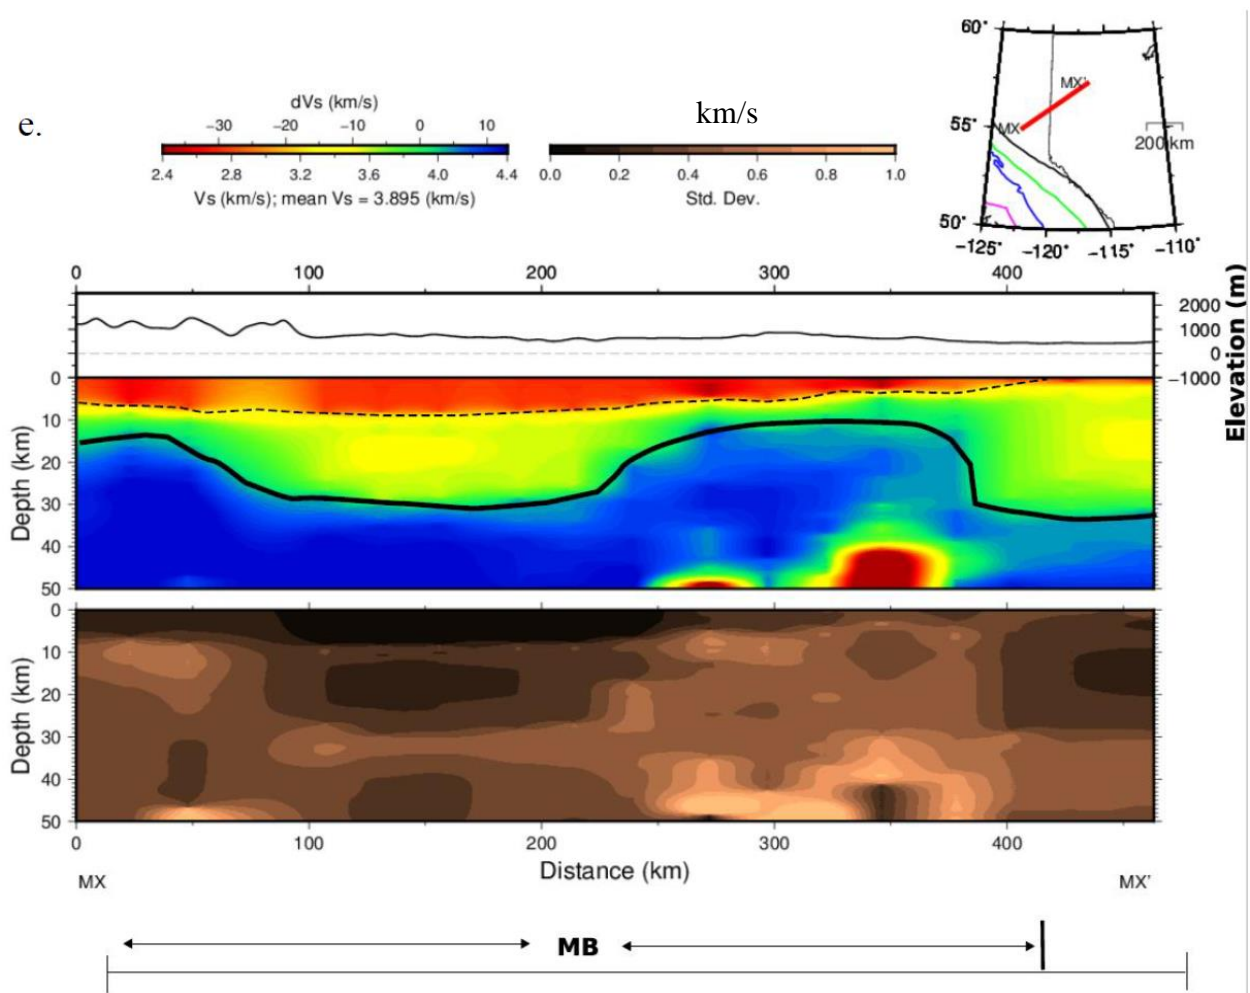 e.
dVs (km/s)
−30 −20 −10 0 10
2.4 2.8 3.2 3.6 4.0 4.4
Vs (km/s); mean Vs = 3.895 (km/s)
km/s
0.0 0.2 0.4 0.6 0.8 1.0
Std. Dev.
60°
MX'
55°
MX
200 km
50°
−125° −120° −115° −110°
0 100 200 300 400
2000
1000
0
−1000
Elevation (m)
0
10
20
30
40
50
Depth (km)
0
10
20
30
40
50
Depth (km)
0 100 200 300 400
Distance (km)
MX MX'
MB